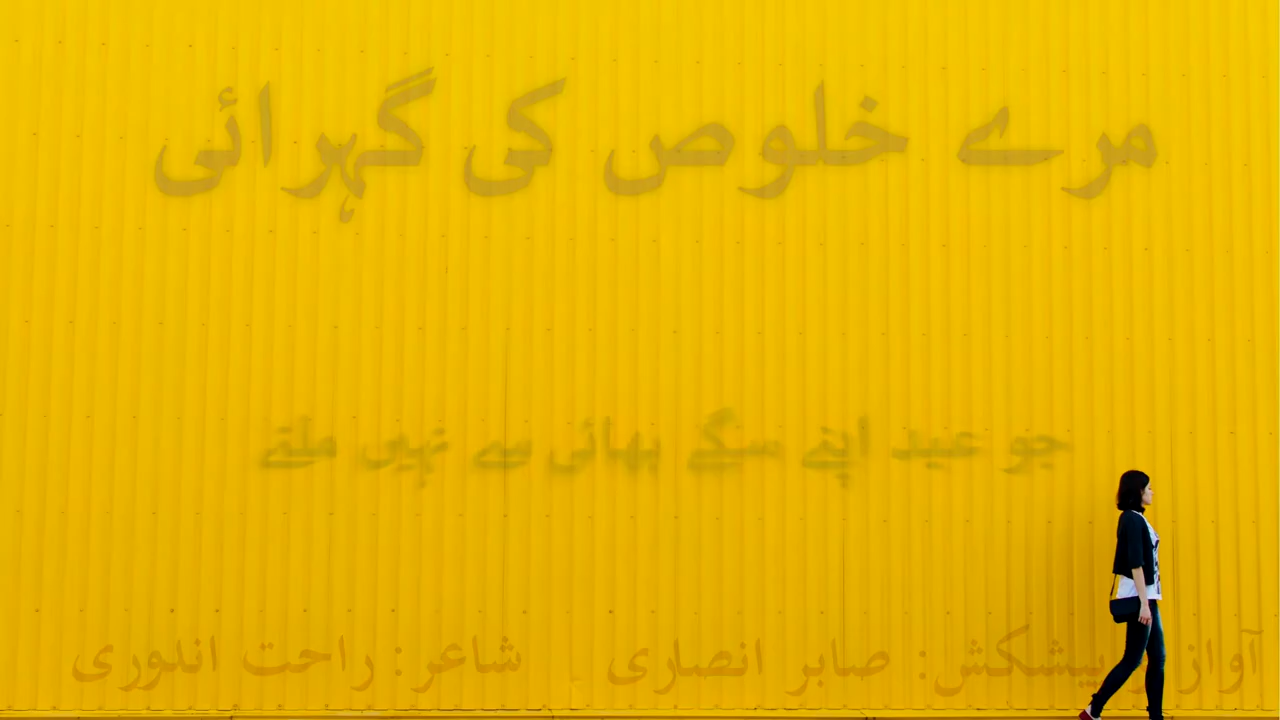 مرے خلوص کی گہرائی
جو عید اپنے سگے بھائی سے نہیں ملتے
آواز و پیشکش: صابر انصاری شاعر: راحت اندوری